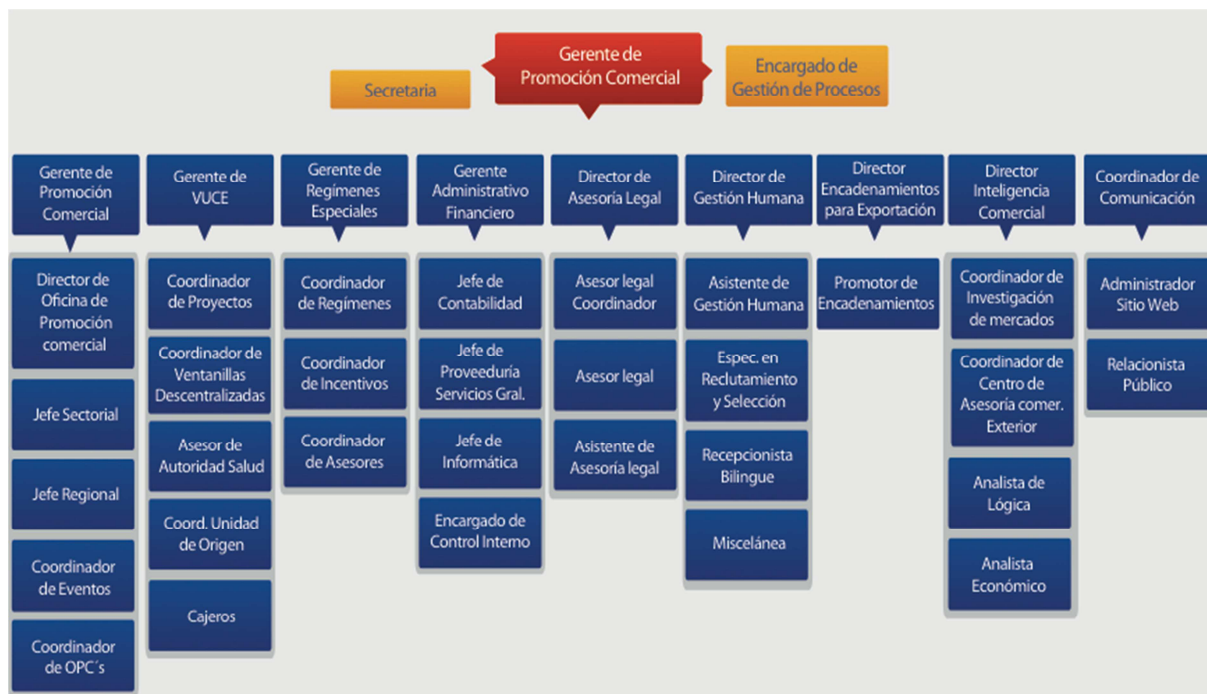 Gerente de
Promoción Comercial
Secretaria
Encargado de
Gestión de Procesos
Gerente de
Promoción
Comercial
Gerente de
VUCE
Gerente de
Regímenes
Especiales
Gerente
Administrativo
Financiero
Director de
Asesoría Legal
Director de
Gestión Humana
Director
Encadenamientos
para Exportación
Director
Inteligencia
Comercial
Coordinador de
Comunicación
Director de
Oficina de
Promoción
comercial
Jefe Sectorial
Jefe Regional
Coordinador
de Eventos
Coordinador
de OPC´s
Coordinador
de Proyectos
Coordinador de
Ventanillas
Descentralizadas
Asesor de
Autoridad Salud
Coord. Unidad
de Origen
Cajeros
Coordinador
de Regímenes
Coordinador
de Incentivos
Coordinador
de Asesores
Jefe de
Contabilidad
Jefe de
Proveeduría
Servicios Gral.
Jefe de
Informática
Encargado de
Control Interno
Asesor legal
Coordinador
Asesor legal
Asistente de
Asesoría legal
Asistente de
Gestión Humana
Espec. en
Reclutamiento
y Selección
Recepcionista
Bilingue
Miscelánea
Promotor de
Encadenamientos
Coordinador de
Investigación
de mercados
Coordinador de
Centro de
Asesoría comer.
Exterior
Analista de
Lógica
Analista
Económico
Administrador
Sitio Web
Relacionista
Público